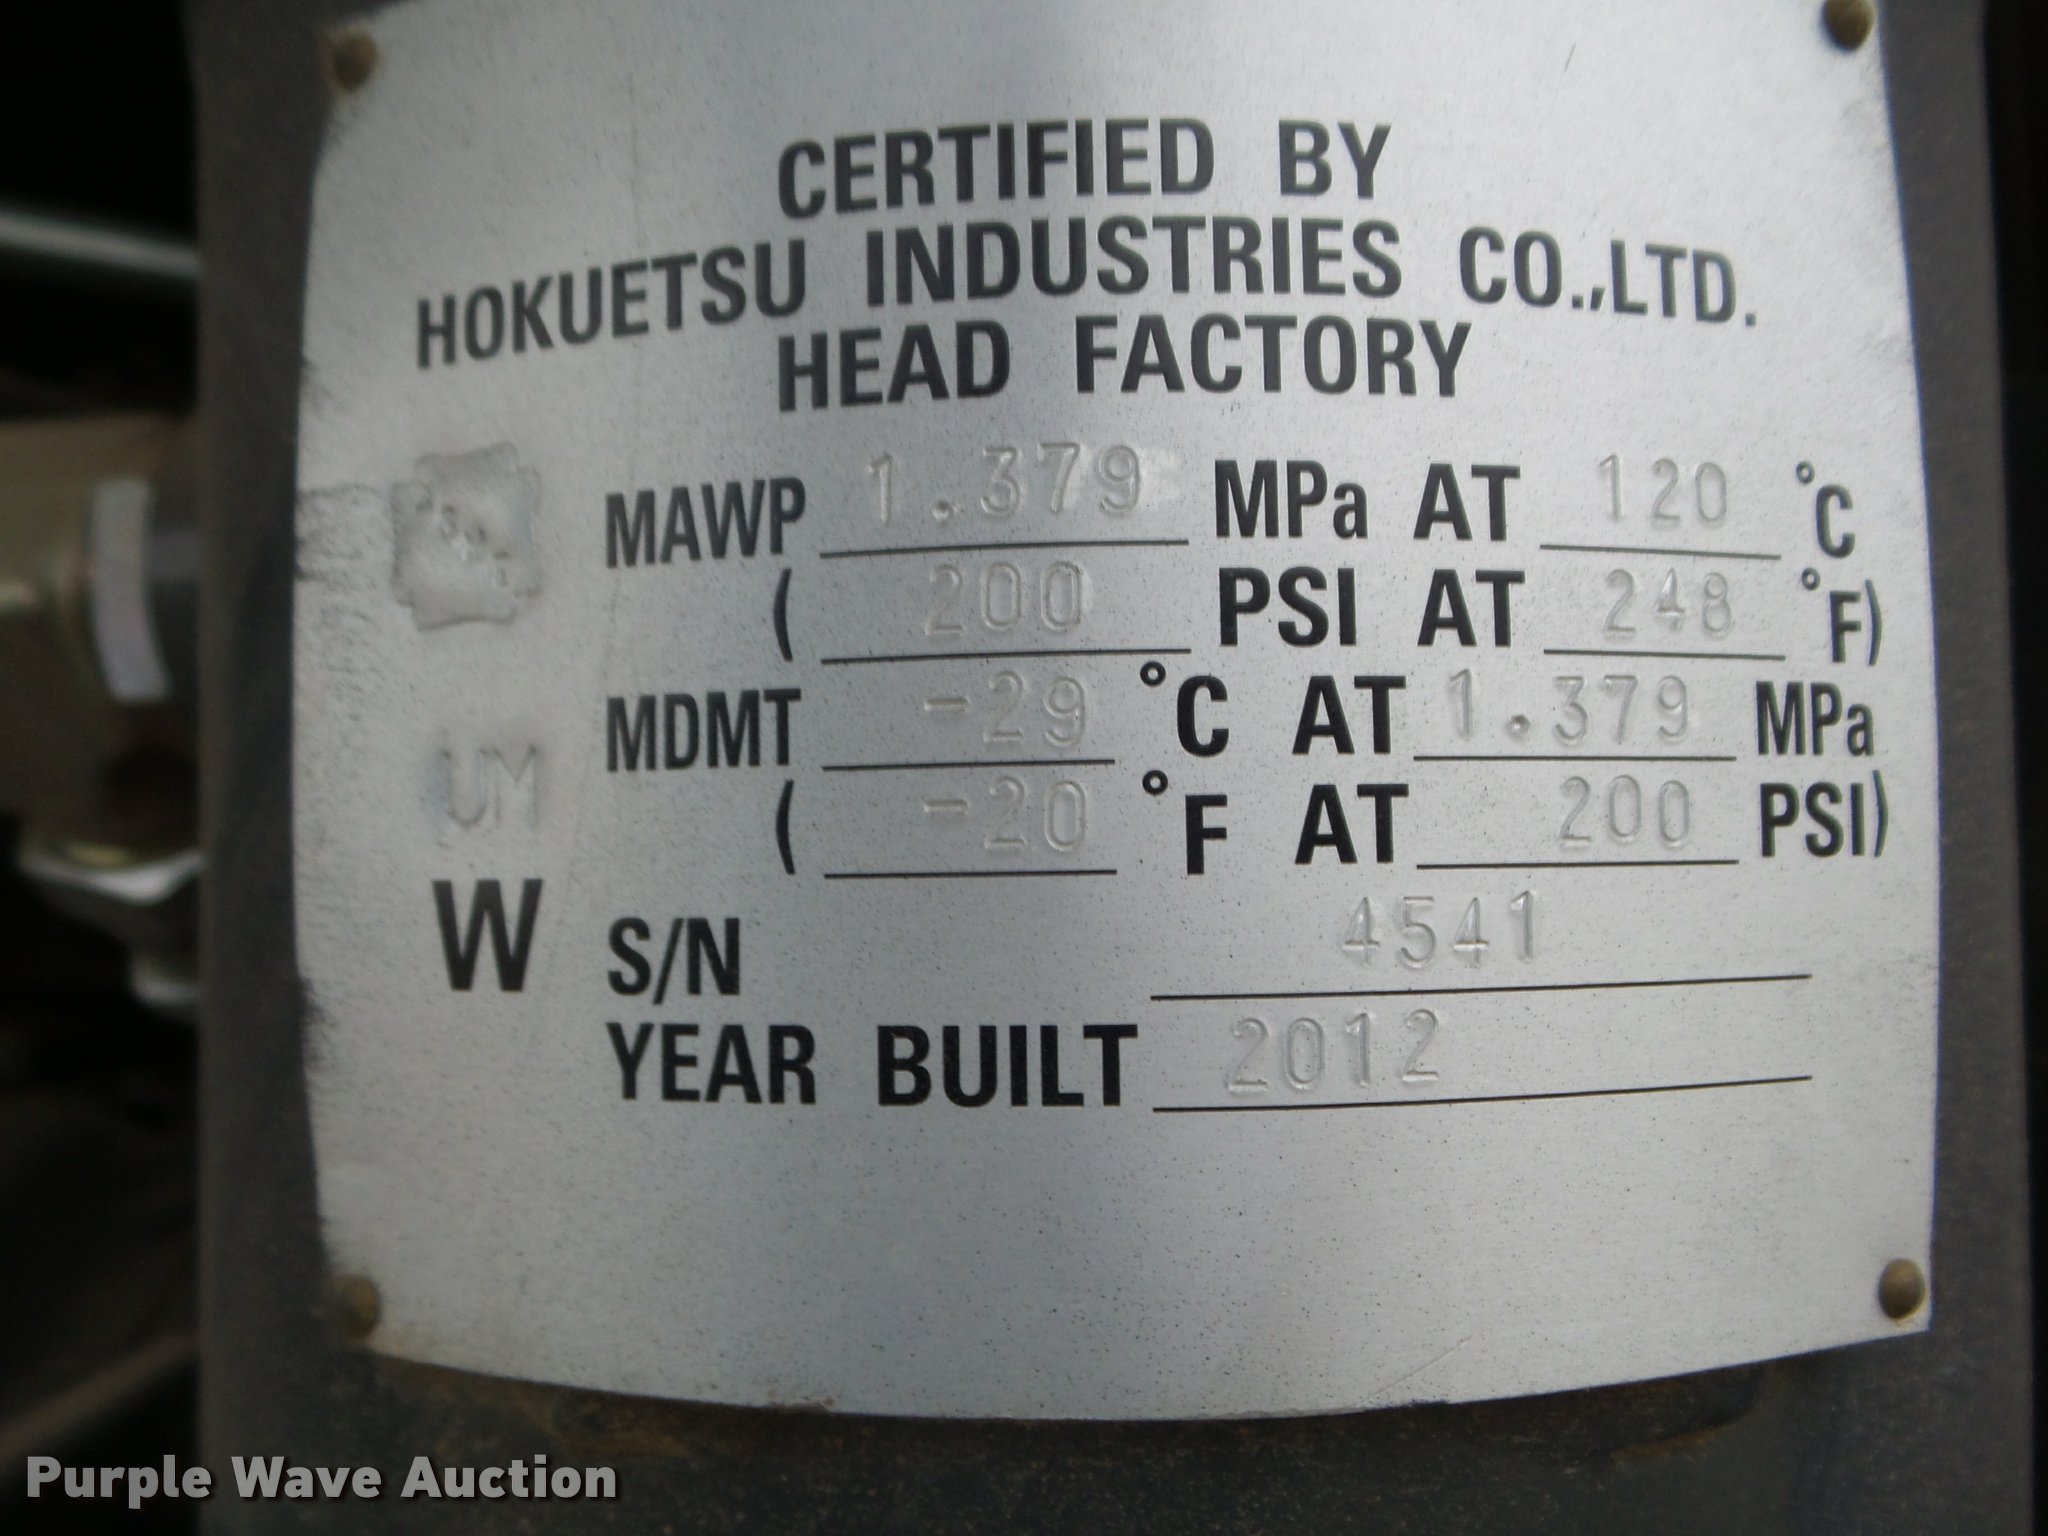 CERTIFIED BY
HOKUETSU INDUSTRIES CO.,LTD.
HEAD FACTORY
MAWP 1.379 MPa AT 120 °C
( 200 PSI AT 248 °F)
MDMT -29 °C AT 1.379 MPa
UM
( -20 °F AT 200 PSI)
W
S/N 4541
YEAR BUILT 2012
Purple Wave Auction